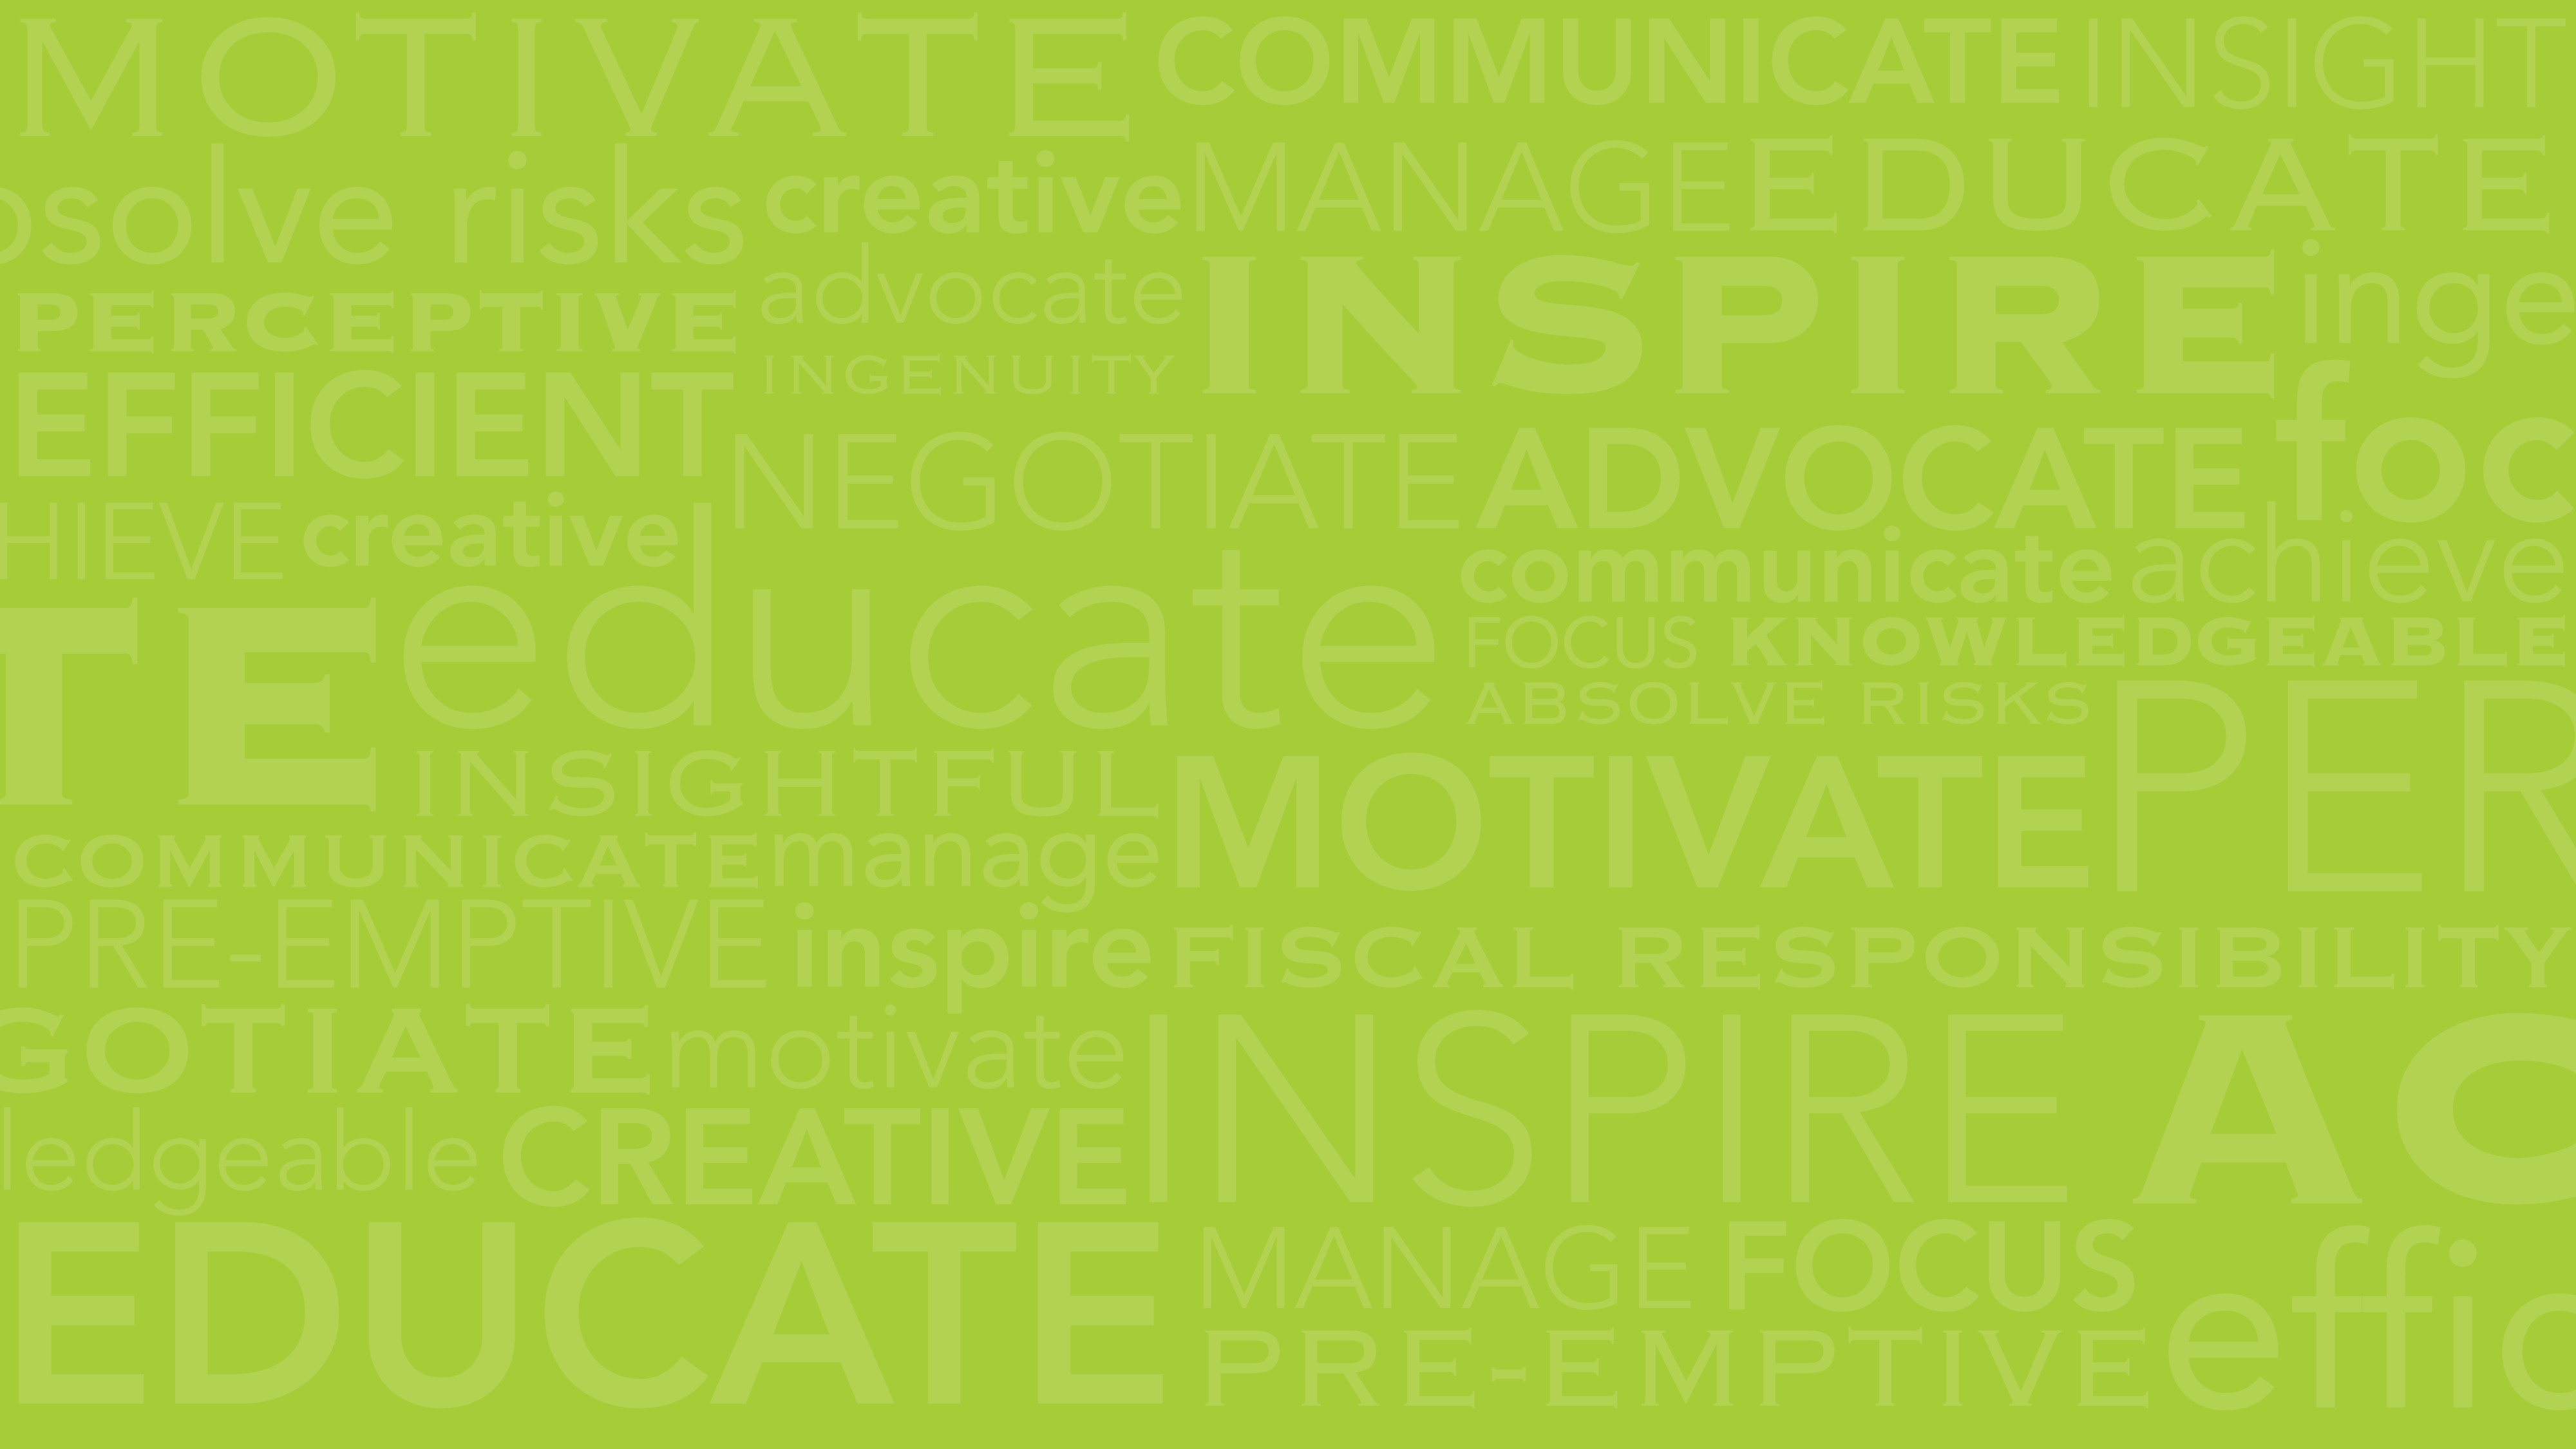 MOTIVATE COMMUNICATE INSIGHT
bsolve risks creative MANAGE EDUCATE
PERCEPTIVE advocate INSPIRE inge
INGENUITY
EFFICIENT NEGOTIATE ADVOCATE foc
HIEVE creative educate communicate achieve
TE FOCUS KNOWLEDGEABLE
ABSOLVE RISKS PER
INSIGHTFUL MOTIVATE
COMMUNICATE manage
PRE-EMPTIVE inspire FISCAL RESPONSIBILITY
GOTIATE motivate INSPIRE AC
ledgeable CREATIVE
EDUCATE MANAGE FOCUS effic
PRE-EMPTIVE